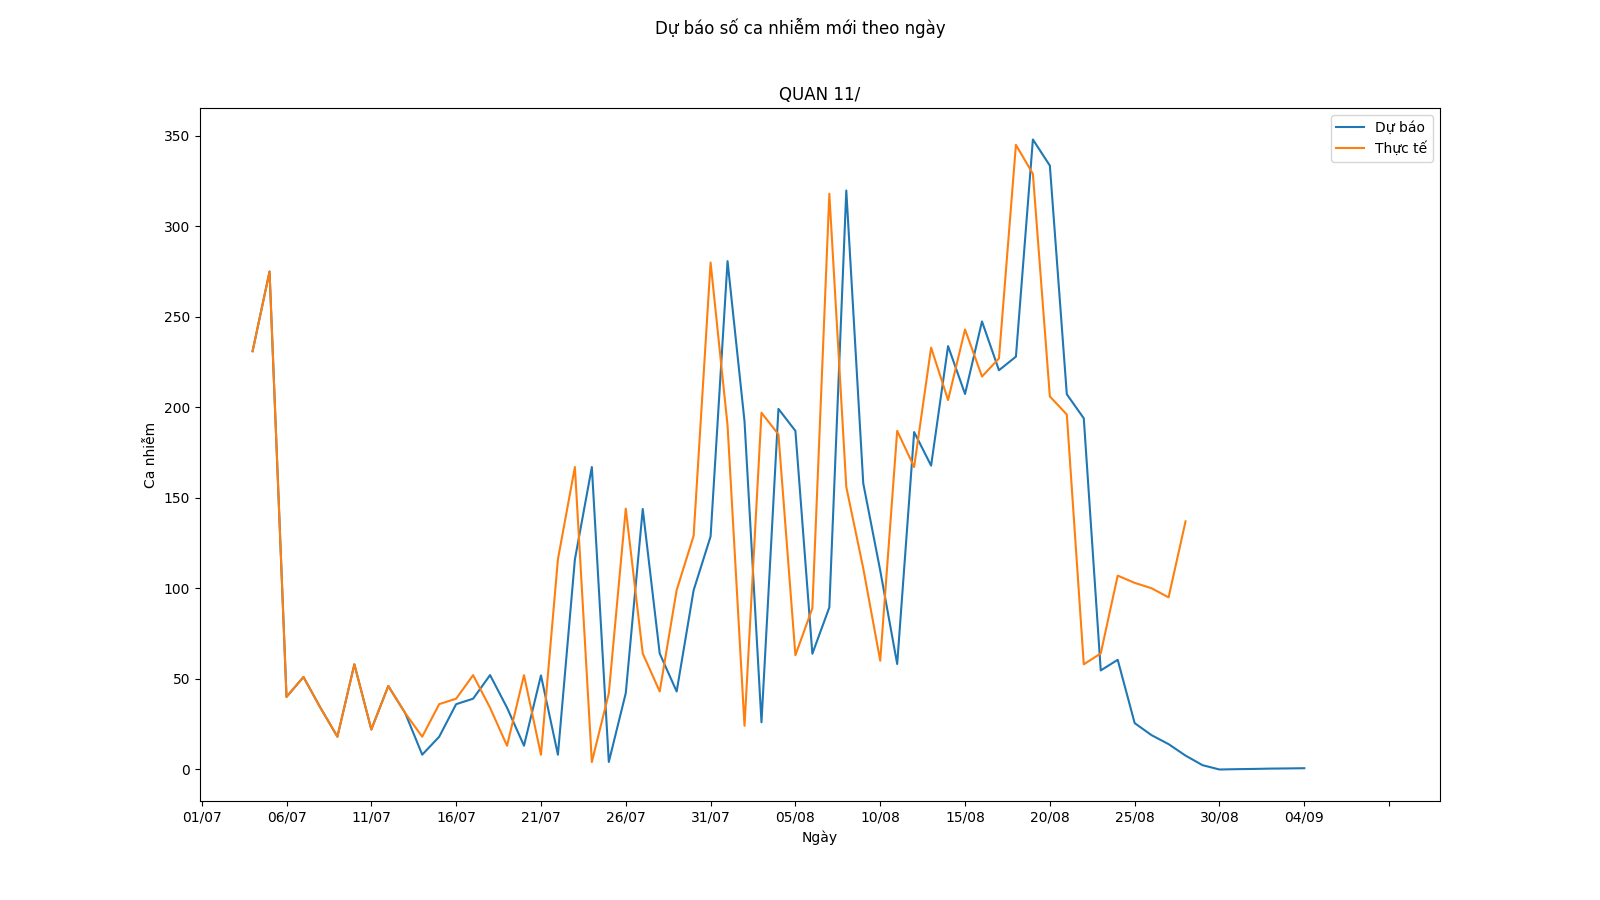 Dự báo số ca nhiễm mới theo ngày
QUAN 11/
Dự báo
Thực tế
Ca nhiễm
350
300
250
200
150
100
50
0
01/07 06/07 11/07 16/07 21/07 26/07 31/07 05/08 10/08 15/08 20/08 25/08 30/08 04/09
Ngày